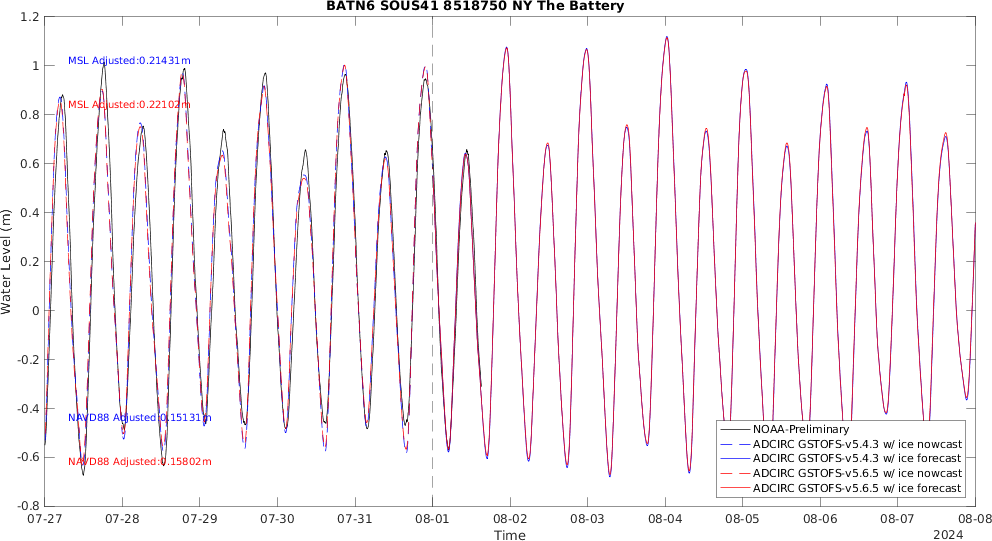 BATN6 SOUS41 8518750 NY The Battery
1.2
1
0.8
0.6
0.4
0.2
0
-0.2
-0.4
-0.6
-0.8
Water Level (m)
MSL Adjusted:0.21431m
MSL Adjusted:0.22102m
NAVD88 Adjusted:0.15131m
NAVD88 Adjusted:0.15802m
NOAA-Preliminary
ADCIRC GSTOFS-v5.4.3 w/ ice nowcast
ADCIRC GSTOFS-v5.4.3 w/ ice forecast
ADCIRC GSTOFS-v5.6.5 w/ ice nowcast
ADCIRC GSTOFS-v5.6.5 w/ ice forecast
07-27 07-28 07-29 07-30 07-31 08-01 08-02 08-03 08-04 08-05 08-06 08-07 08-08
Time
2024